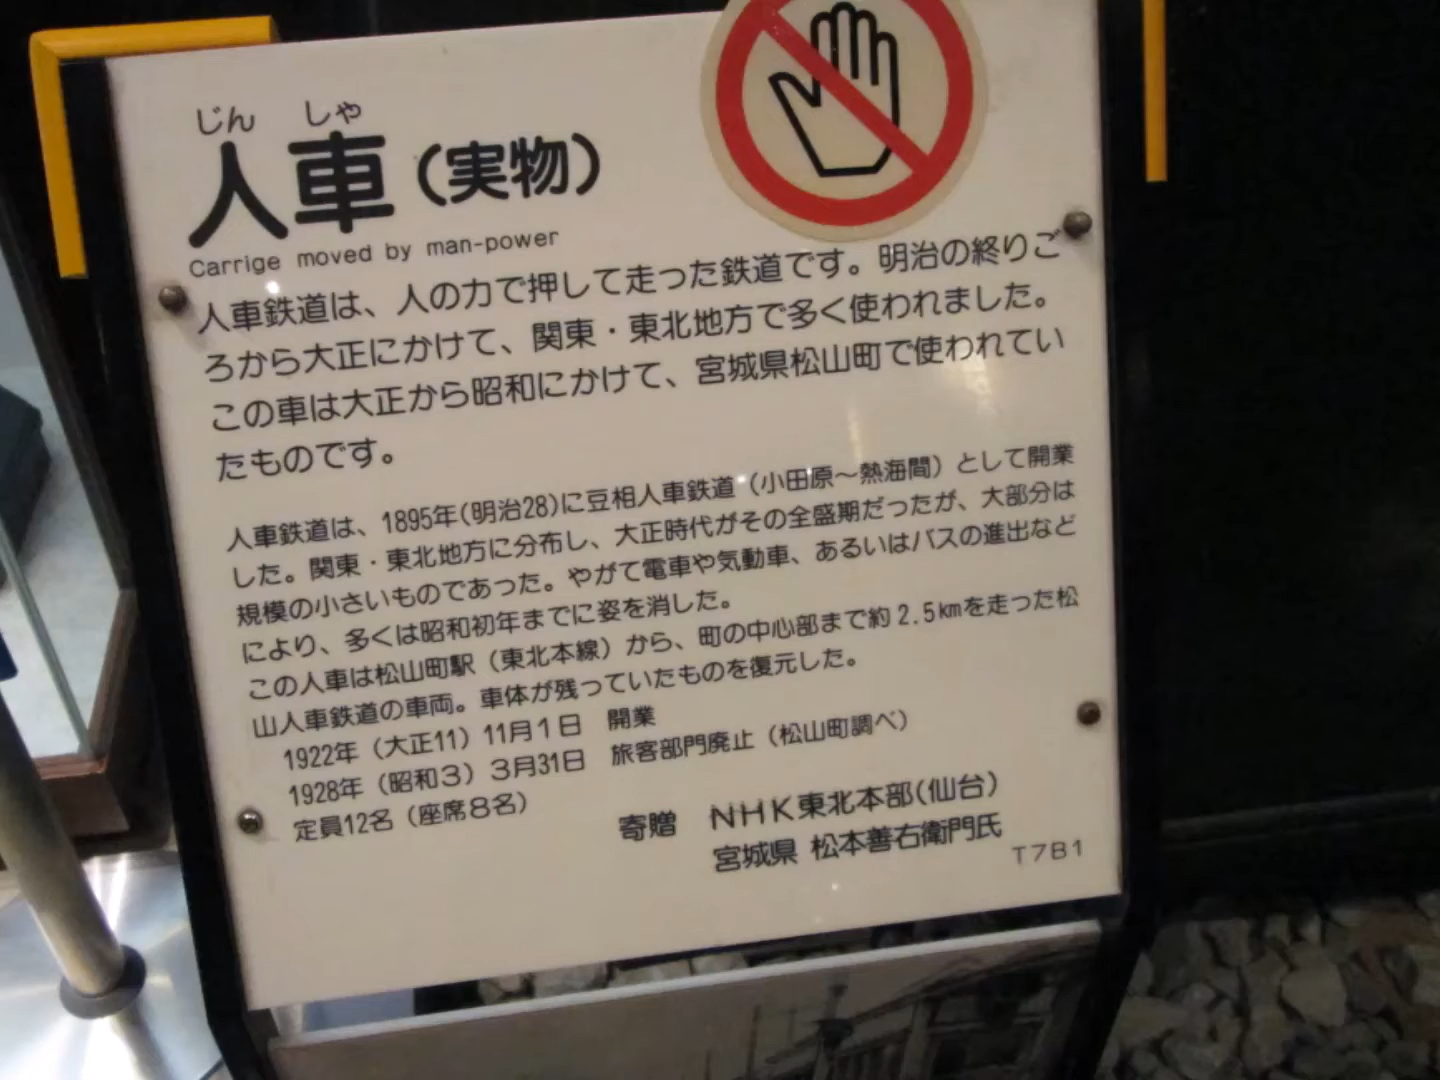 じん しゃ
人車（実物）
Carrige moved by man-power
人車鉄道は、人の力で押して走った鉄道です。明治の終りご
ろから大正にかけて、関東・東北地方で多く使われました。
この車は大正から昭和にかけて、宮城県松山町で使われてい
たものです。
人車鉄道は、1895年(明治28)に豆相人車鉄道（小田原〜熱海間）として開業
した。関東・東北地方に分布し、大正時代がその全盛期だったが、大部分は
規模の小さいものであった。やがて電車や気動車、あるいはバスの進出など
により、多くは昭和初年までに姿を消した。
この人車は松山町駅（東北本線）から、町の中心部まで約2.5㎞を走った松
山人車鉄道の車両。車体が残っていたものを復元した。
1922年（大正11）11月1日 開業
1928年（昭和3）3月31日 旅客部門廃止（松山町調べ）
定員12名（座席8名）
寄贈 NHK東北本部(仙台)
宮城県 松本善右衛門氏
T7B1